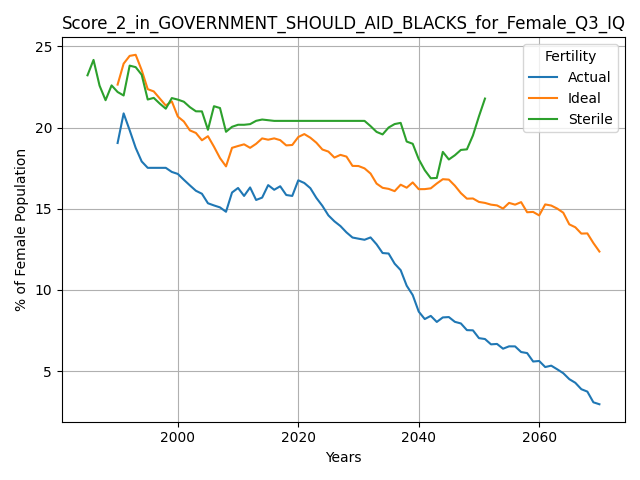 Score_2_in_GOVERNMENT_SHOULD_AID_BLACKS_for_Female_Q3_IQ
Fertility
Actual
Ideal
Sterile
% of Female Population
25
20
15
10
5
2000 2020 2040 2060
Years